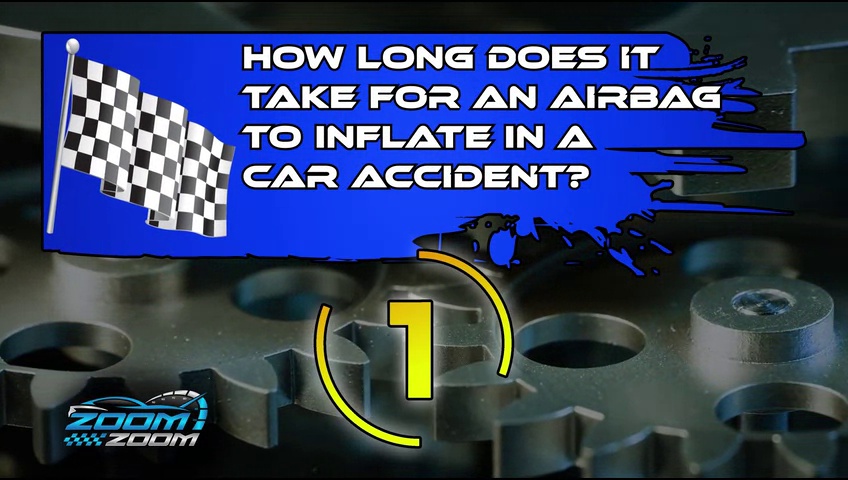 HOW LONG DOES IT
TAKE FOR AN AIRBAG
TO INFLATE IN A
CAR ACCIDENT?
1
ZOOM
ZOOM